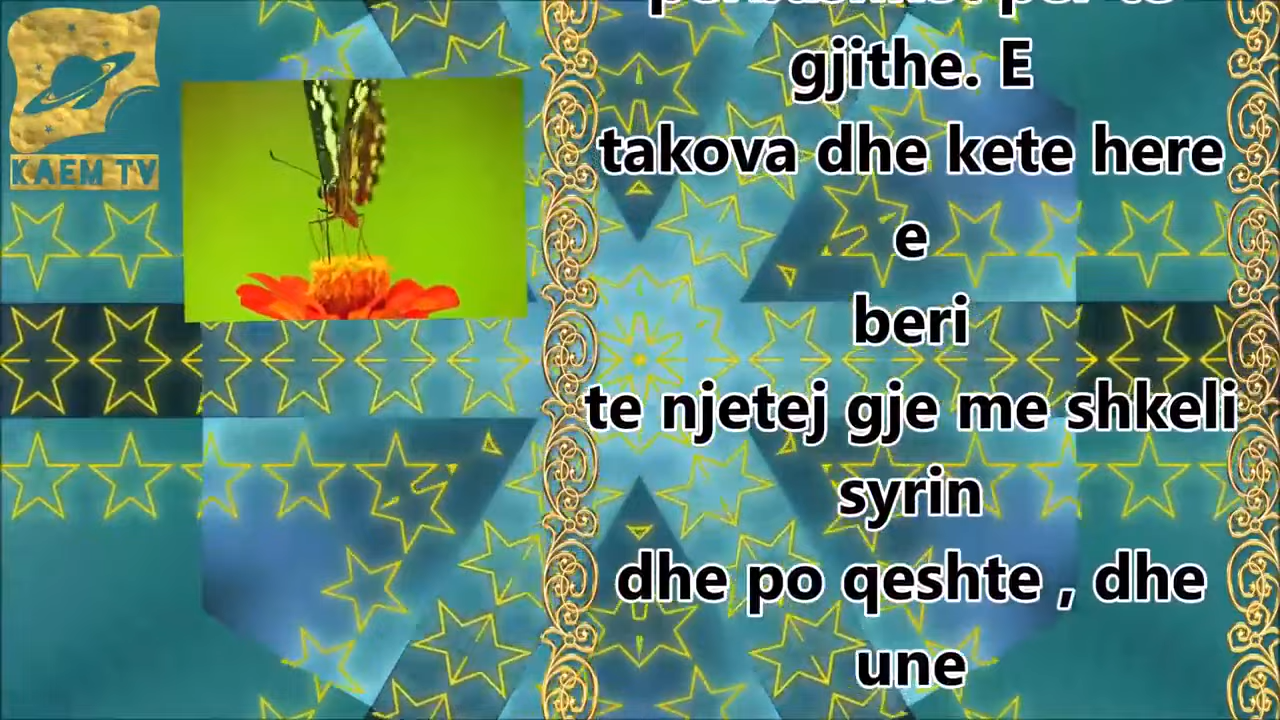 KAEM TV
gjithe. E
takova dhe kete here
e
beri
te njetej gje me shkeli
syrin
dhe po qeshte , dhe
une